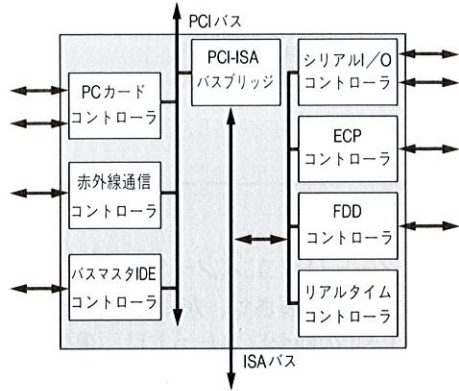 PCIバス
PCI-ISA
バスブリッジ
シリアルI／O
コントローラ
PCカード
コントローラ
ECP
コントローラ
赤外線通信
コントローラ
FDD
コントローラ
バスマスタIDE
コントローラ
リアルタイム
コントローラ
ISAバス